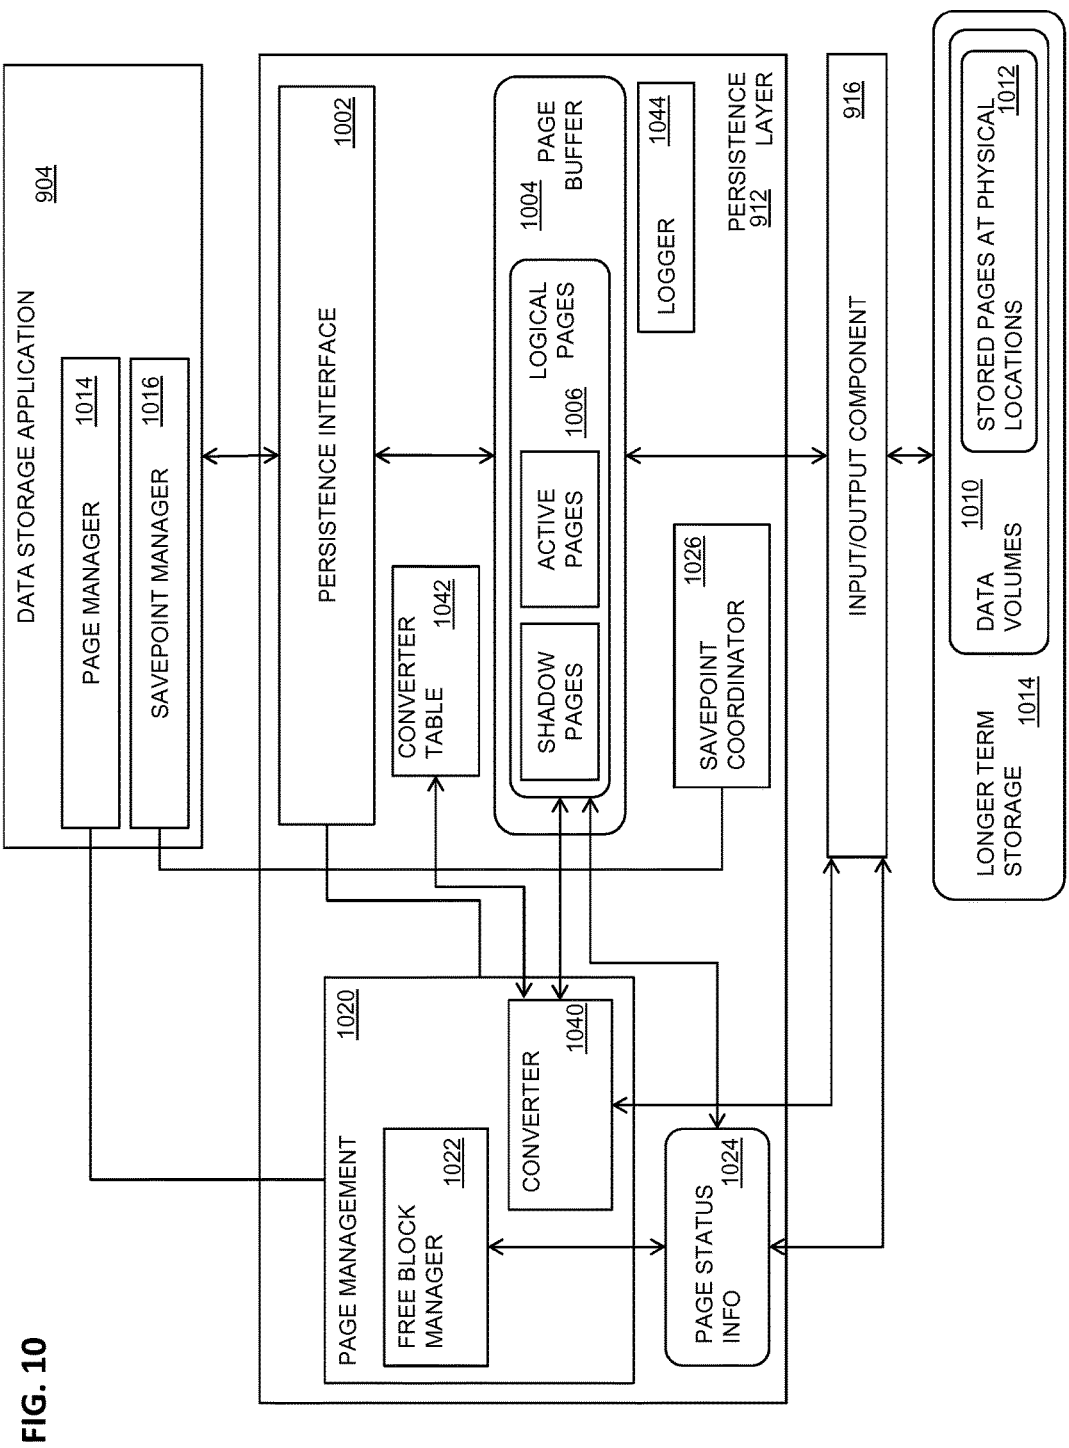 FIG. 10
DATA STORAGE APPLICATION
904
PAGE MANAGER
1014
SAVEPOINT MANAGER
1016
PERSISTENCE INTERFACE
1002
PAGE MANAGEMENT
1020
FREE BLOCK
MANAGER
1022
CONVERTER
1040
CONVERTER
TABLE
1042
SHADOW
PAGES
ACTIVE
PAGES
LOGICAL
PAGES
1006
1004
PAGE
BUFFER
LOGGER
1044
PAGE STATUS
INFO
1024
SAVEPOINT
COORDINATOR
1026
PERSISTENCE
LAYER
912
INPUT/OUTPUT COMPONENT
916
LONGER TERM
STORAGE
1014
DATA
VOLUMES
1010
STORED PAGES AT PHYSICAL
LOCATIONS
1012